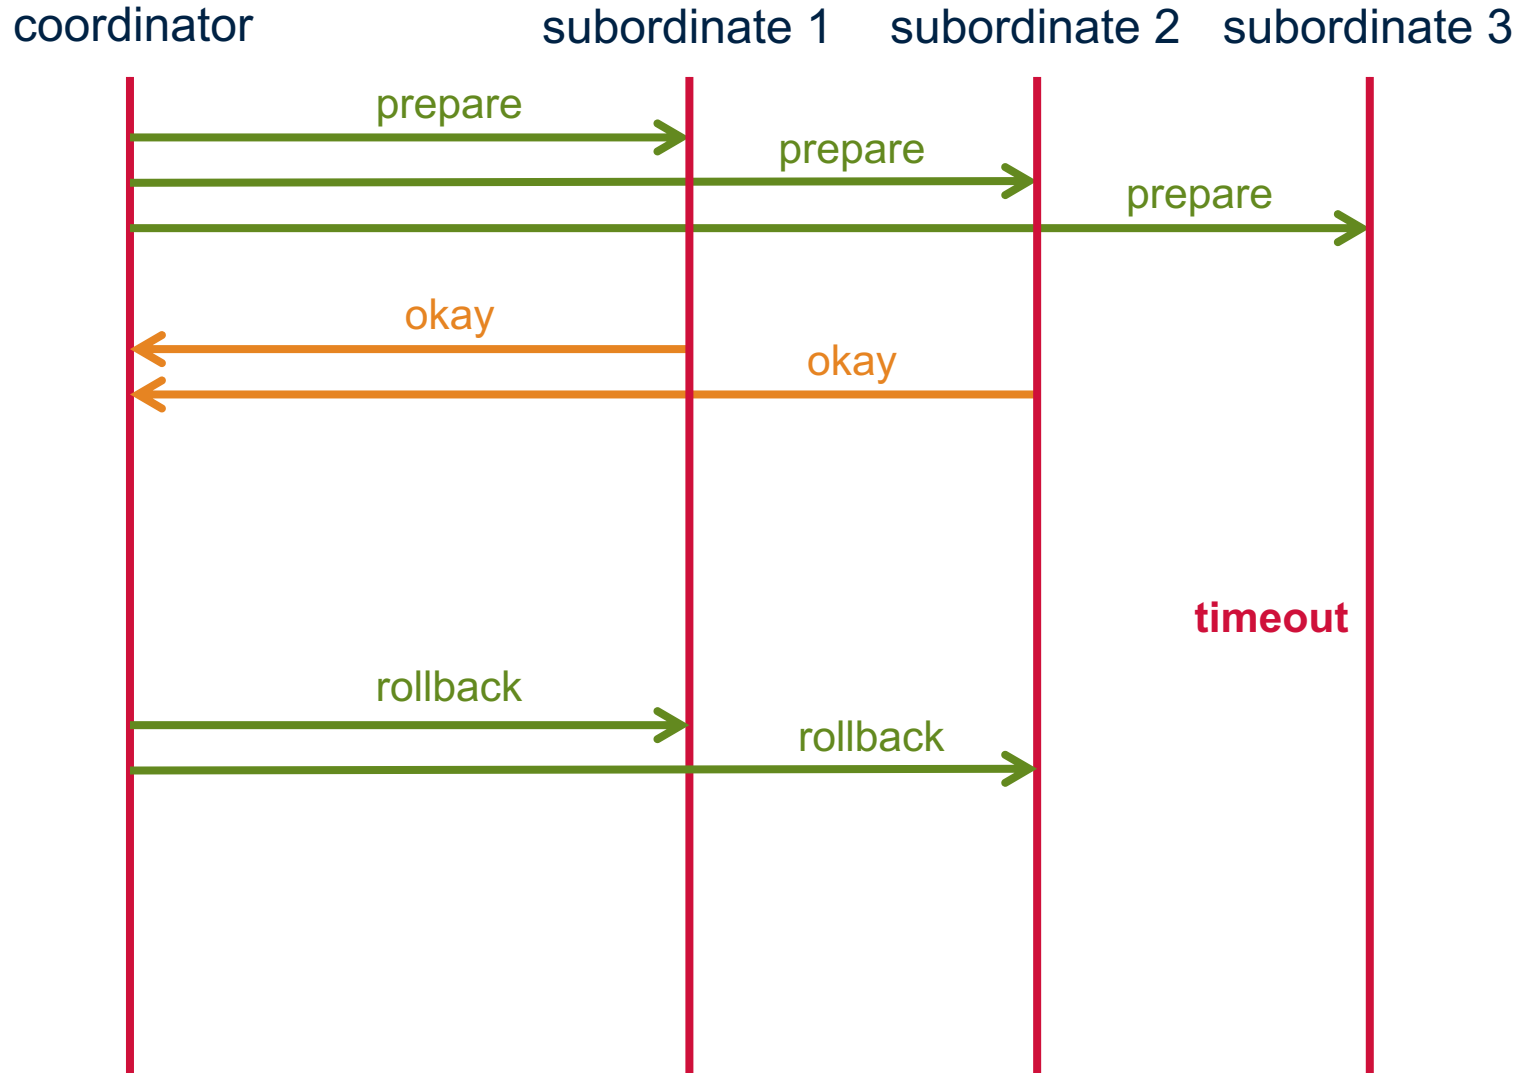 coordinator subordinate 1 subordinate 2 subordinate 3
prepare
prepare
prepare
okay
okay
timeout
rollback
rollback